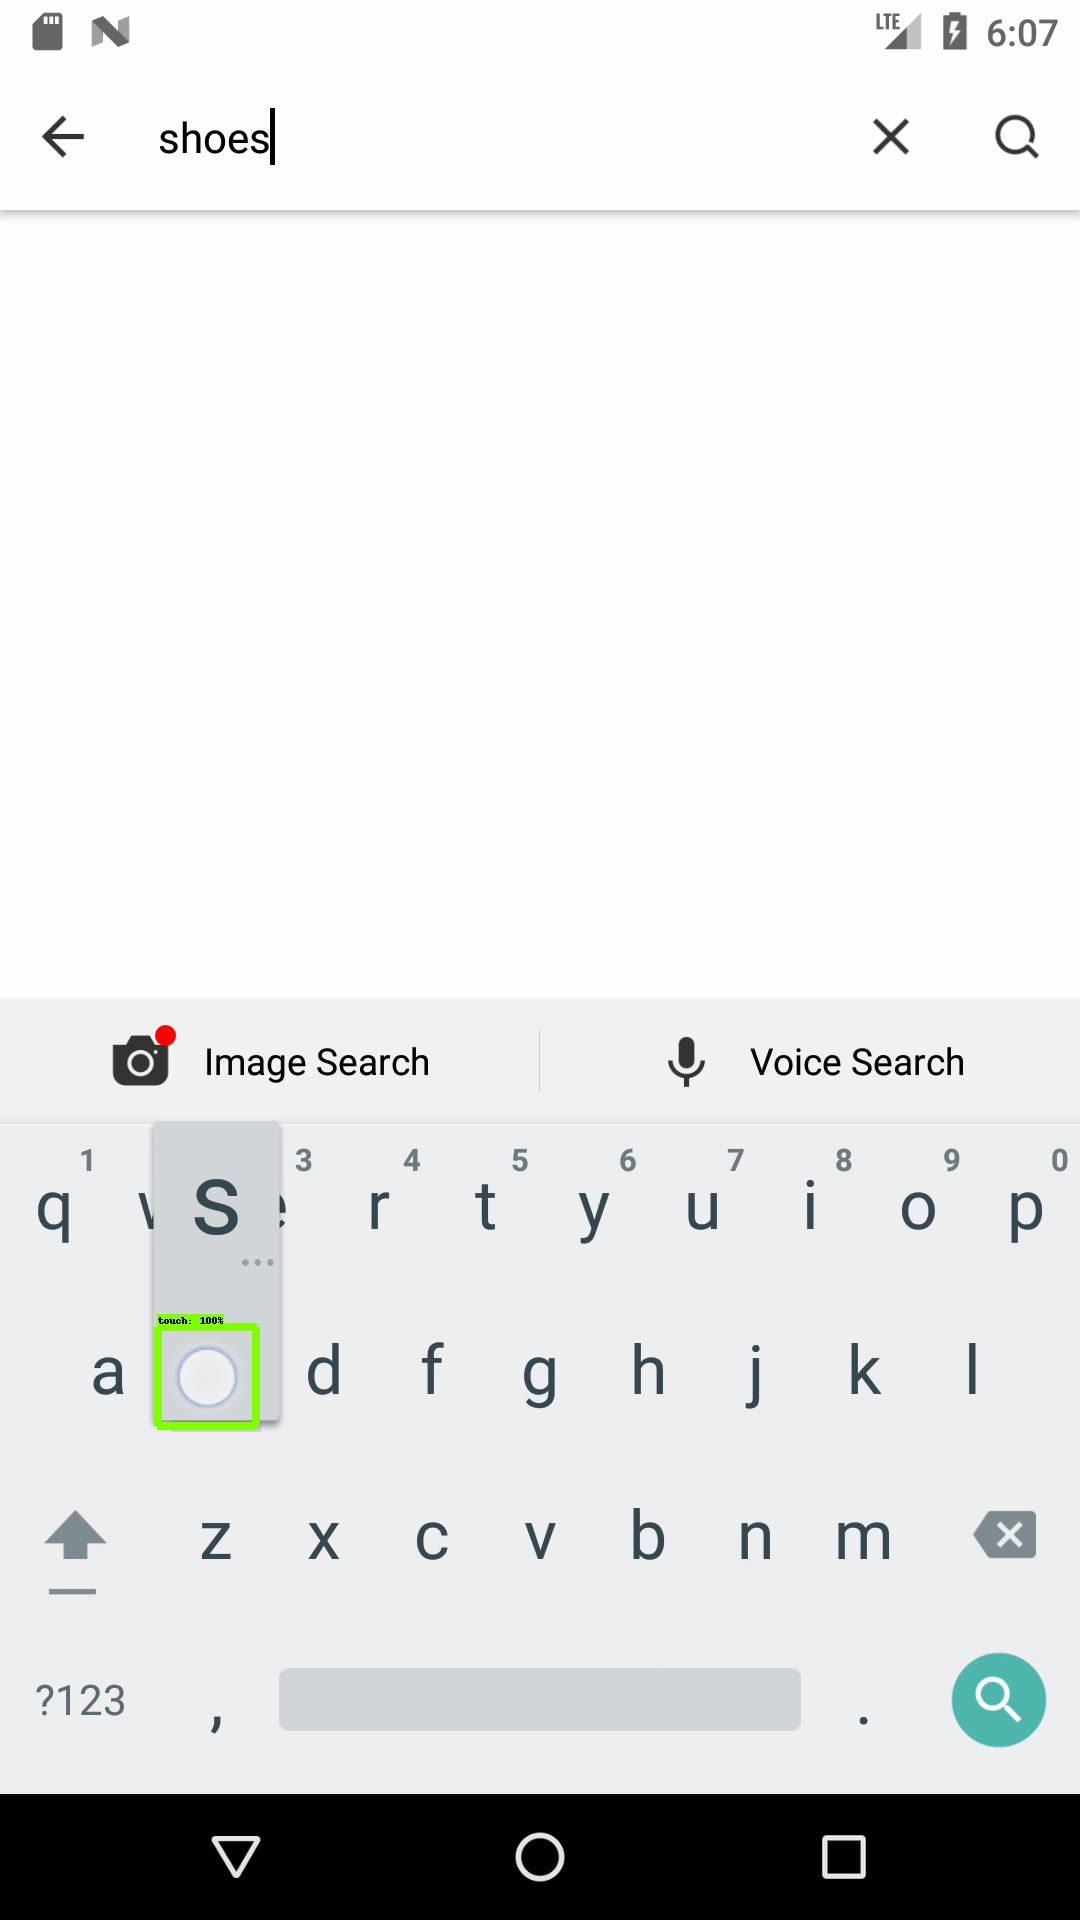 LTE 6:07
shoes
Image Search Voice Search
1 3 4 5 6 7 8 9 0
q w s e r t y u i o p
touch: 100%
a d f g h j k l
z x c v b n m
?123 , .